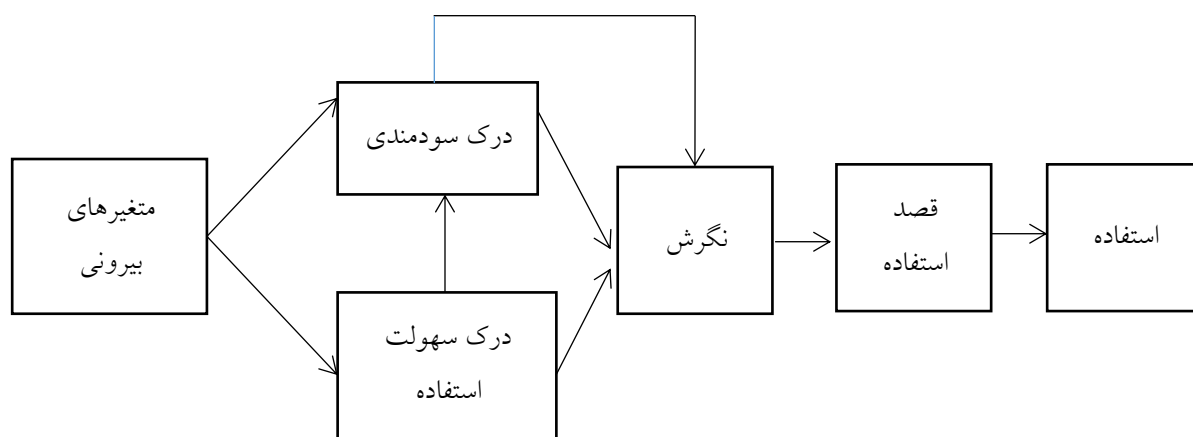 درک سودمندی
متغیرهای
بیرونی
نگرش
قصد
استفاده
استفاده
درک سهولت
استفاده